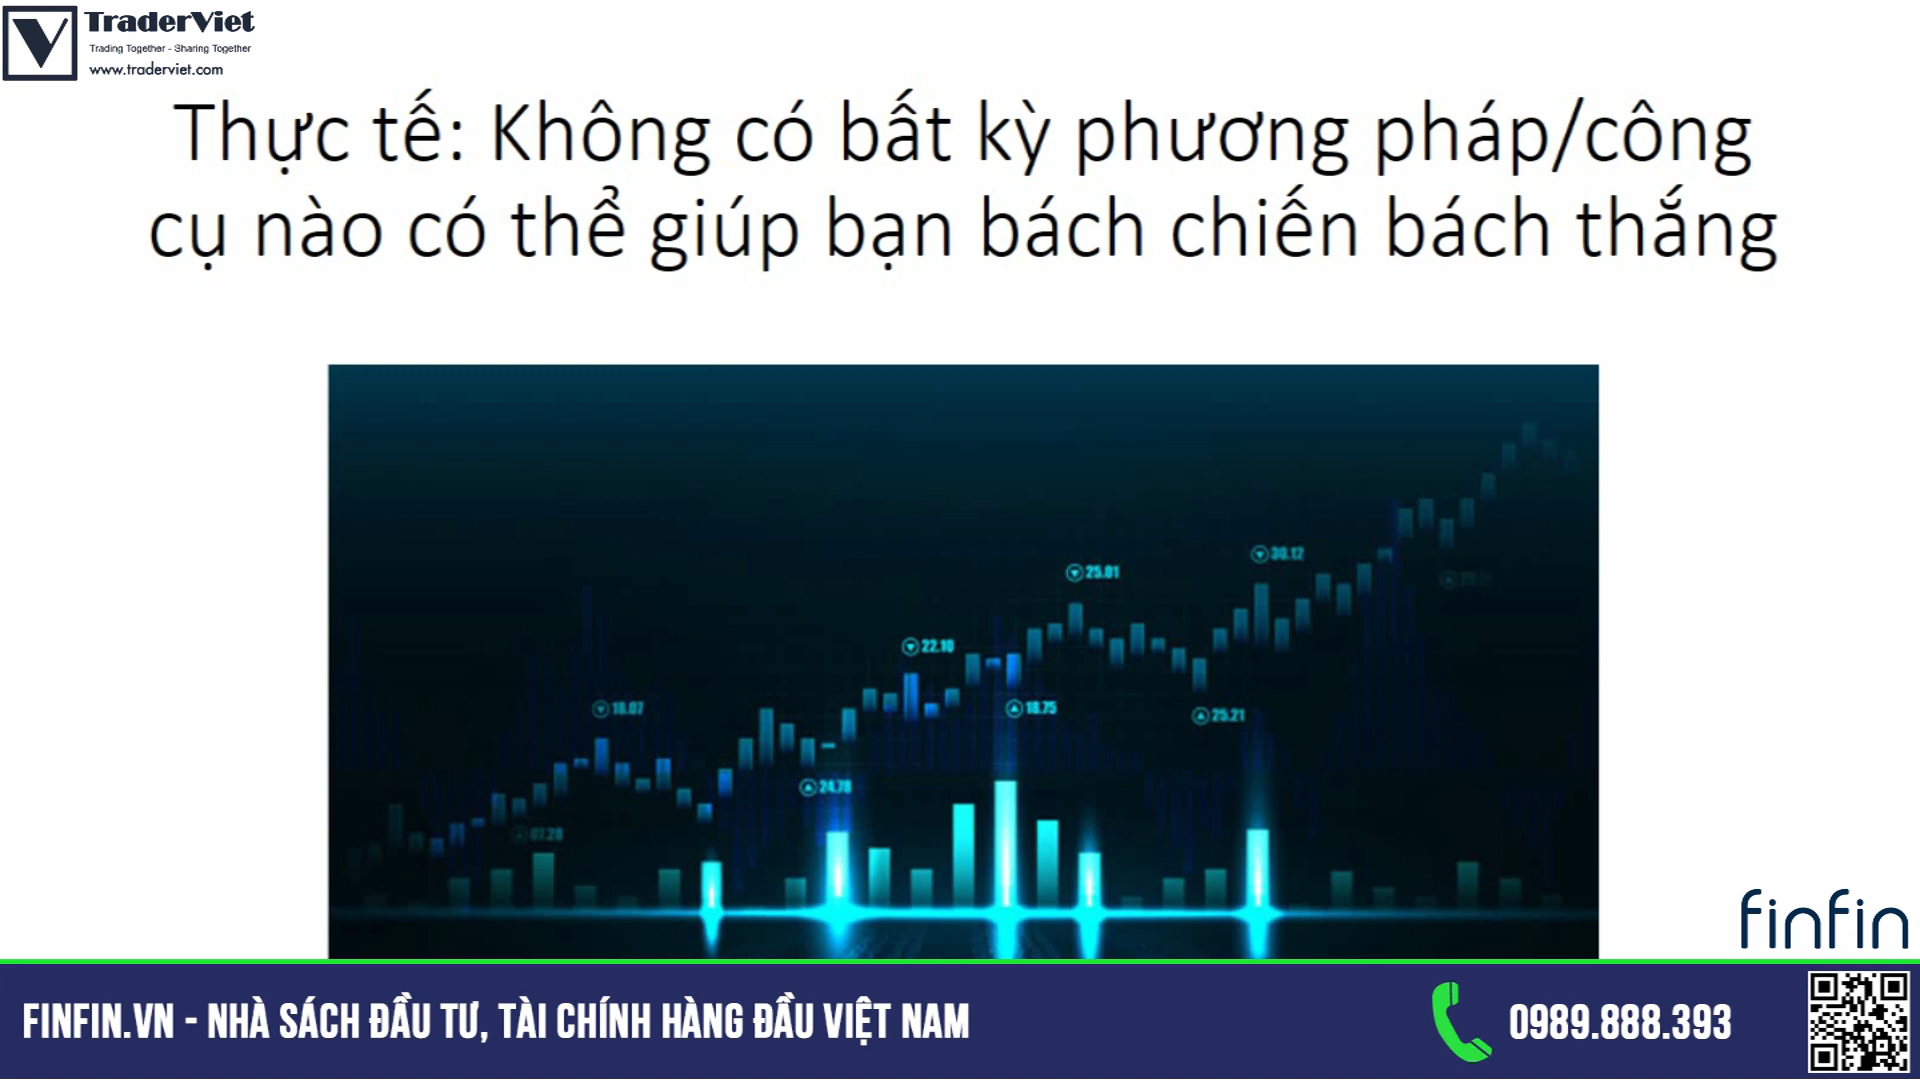 TraderViet
Trading Together - Sharing Together
www.traderviet.com
Thực tế: Không có bất kỳ phương pháp/công
cụ nào có thể giúp bạn bách chiến bách thắng
30.12
25.01
22.10
18.07
18.75
25.21
24.78
07.28
finfin
FINFIN.VN - NHÀ SÁCH ĐẦU TƯ, TÀI CHÍNH HÀNG ĐẦU VIỆT NAM
0989.888.393